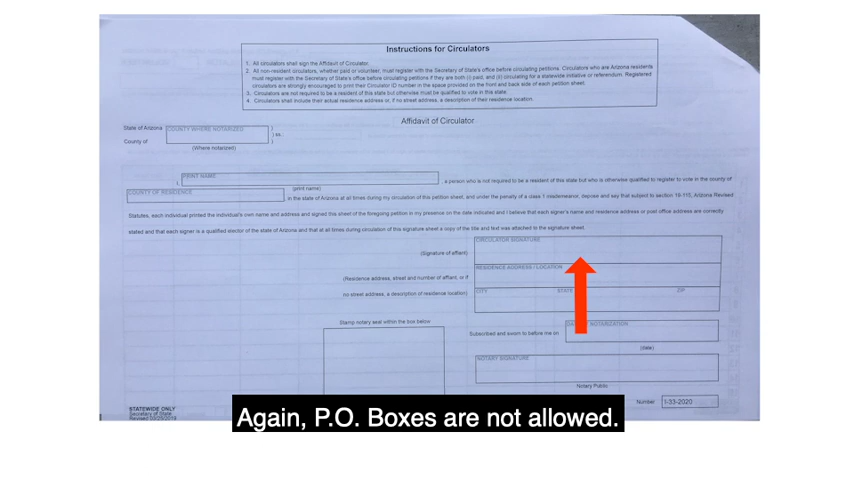 Instructions for Circulators
1. All circulators shall sign the Affidavit of Circulator.
2. All non-resident circulators, whether paid or volunteer, must register with the Secretary of State's office before circulating petitions. Circulators who are Arizona residents
must register with the Secretary of State's office before circulating petitions if they are both (i) paid, and (ii) circulating for a statewide initiative or referendum. Registered
circulators are strongly encouraged to print their Circulator ID number in the space provided on the front and back side of each petition sheet.
3. Circulators are not required to be a resident of this state but otherwise must be qualified to vote in this state.
4. Circulators shall include their actual residence address or, if no street address, a description of their residence location.
Affidavit of Circulator
State of Arizona COUNTY WHERE NOTARIZED )
) ss.:
County of )
(Where notarized)
I, PRINT NAME , a person who is not required to be a resident of this state but who is otherwise qualified to register to vote in the county of
(print name)
COUNTY OF RESIDENCE , in the state of Arizona at all times during my circulation of this petition sheet, and under the penalty of a class 1 misdemeanor, depose and say that subject to section 19-115, Arizona Revised
Statutes, each individual printed the individual's own name and address and signed this sheet of the foregoing petition in my presence on the date indicated and I believe that each signer's name and residence address or post office address are correctly
stated and that each signer is a qualified elector of the state of Arizona and that at all times during circulation of this signature sheet a copy of the title and text was attached to the signature sheet.
CIRCULATOR SIGNATURE
(Signature of affiant)
RESIDENCE ADDRESS / LOCATION
(Residence address, street and number of affiant, or if
no street address, a description of residence location)
CITY STATE ZIP
Stamp notary seal within the box below
Subscribed and sworn to before me on
NOTARIZATION
(date)
NOTARY SIGNATURE
Notary Public
STATEWIDE ONLY
Secretary of State
Number I-33-2020
Again, P.O. Boxes are not allowed.